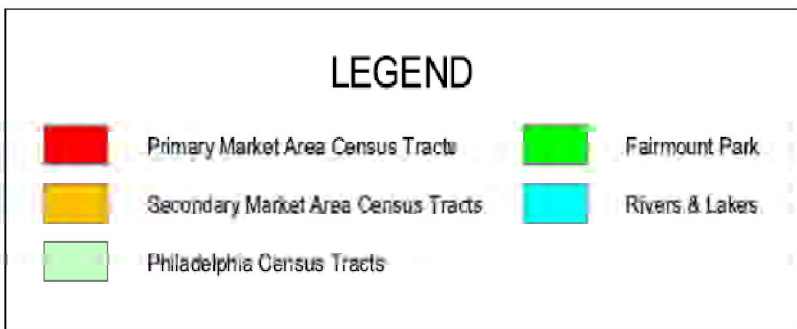 LEGEND
Primary Market Area Census Tracts
Fairmount Park
Secondary Market Area Census Tracts
Rivers & Lakes
Philadelphia Census Tracts